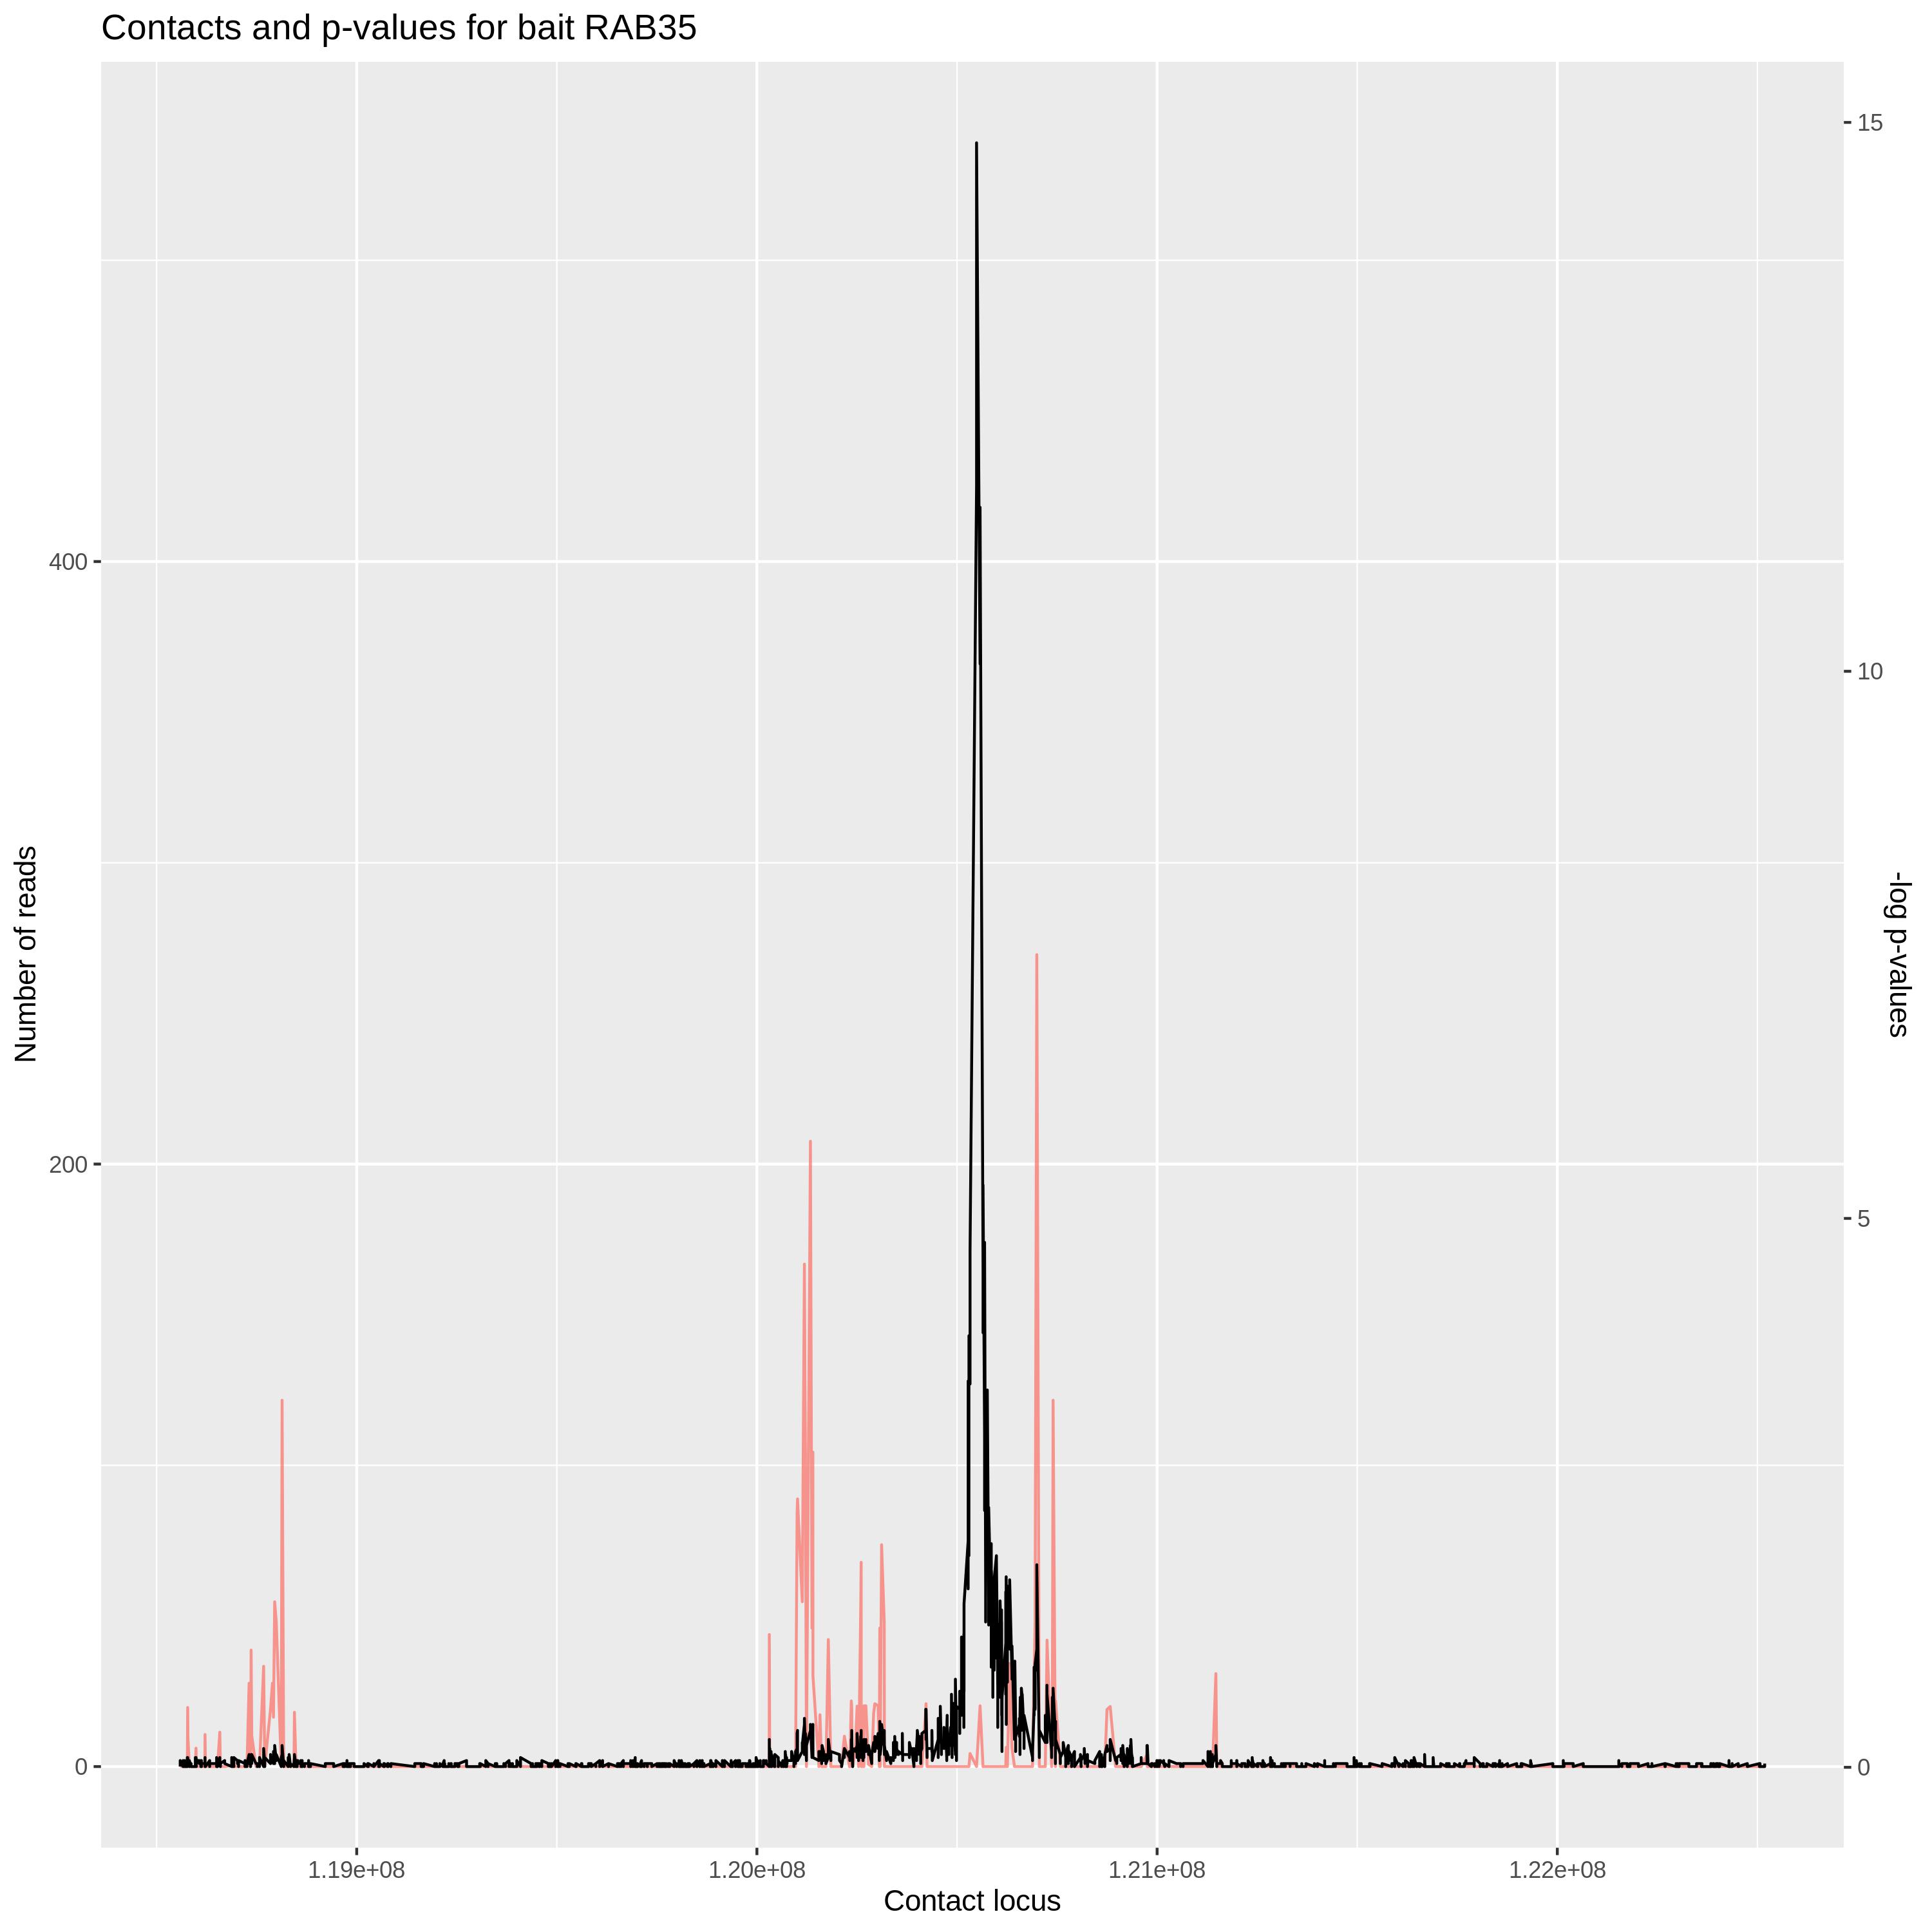 Contacts and p-values for bait RAB35
15
400
10
Number of reads
-log p-values
200
5
0
0
1.19e+08
1.20e+08
1.21e+08
1.22e+08
Contact locus